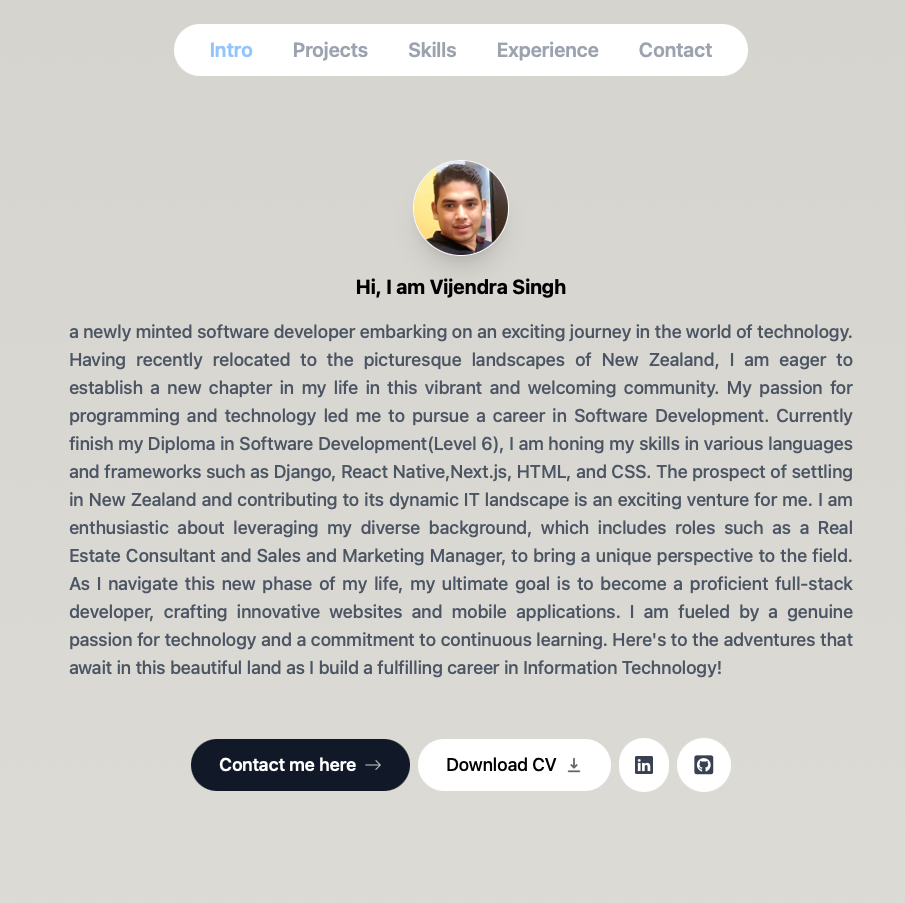 Intro Projects Skills Experience Contact
Hi, I am Vijendra Singh
a newly minted software developer embarking on an exciting journey in the world of technology.
Having recently relocated to the picturesque landscapes of New Zealand, I am eager to
establish a new chapter in my life in this vibrant and welcoming community. My passion for
programming and technology led me to pursue a career in Software Development. Currently
finish my Diploma in Software Development(Level 6), I am honing my skills in various languages
and frameworks such as Django, React Native,Next.js, HTML, and CSS. The prospect of settling
in New Zealand and contributing to its dynamic IT landscape is an exciting venture for me. I am
enthusiastic about leveraging my diverse background, which includes roles such as a Real
Estate Consultant and Sales and Marketing Manager, to bring a unique perspective to the field.
As I navigate this new phase of my life, my ultimate goal is to become a proficient full-stack
developer, crafting innovative websites and mobile applications. I am fueled by a genuine
passion for technology and a commitment to continuous learning. Here's to the adventures that
await in this beautiful land as I build a fulfilling career in Information Technology!
Contact me here → Download CV in